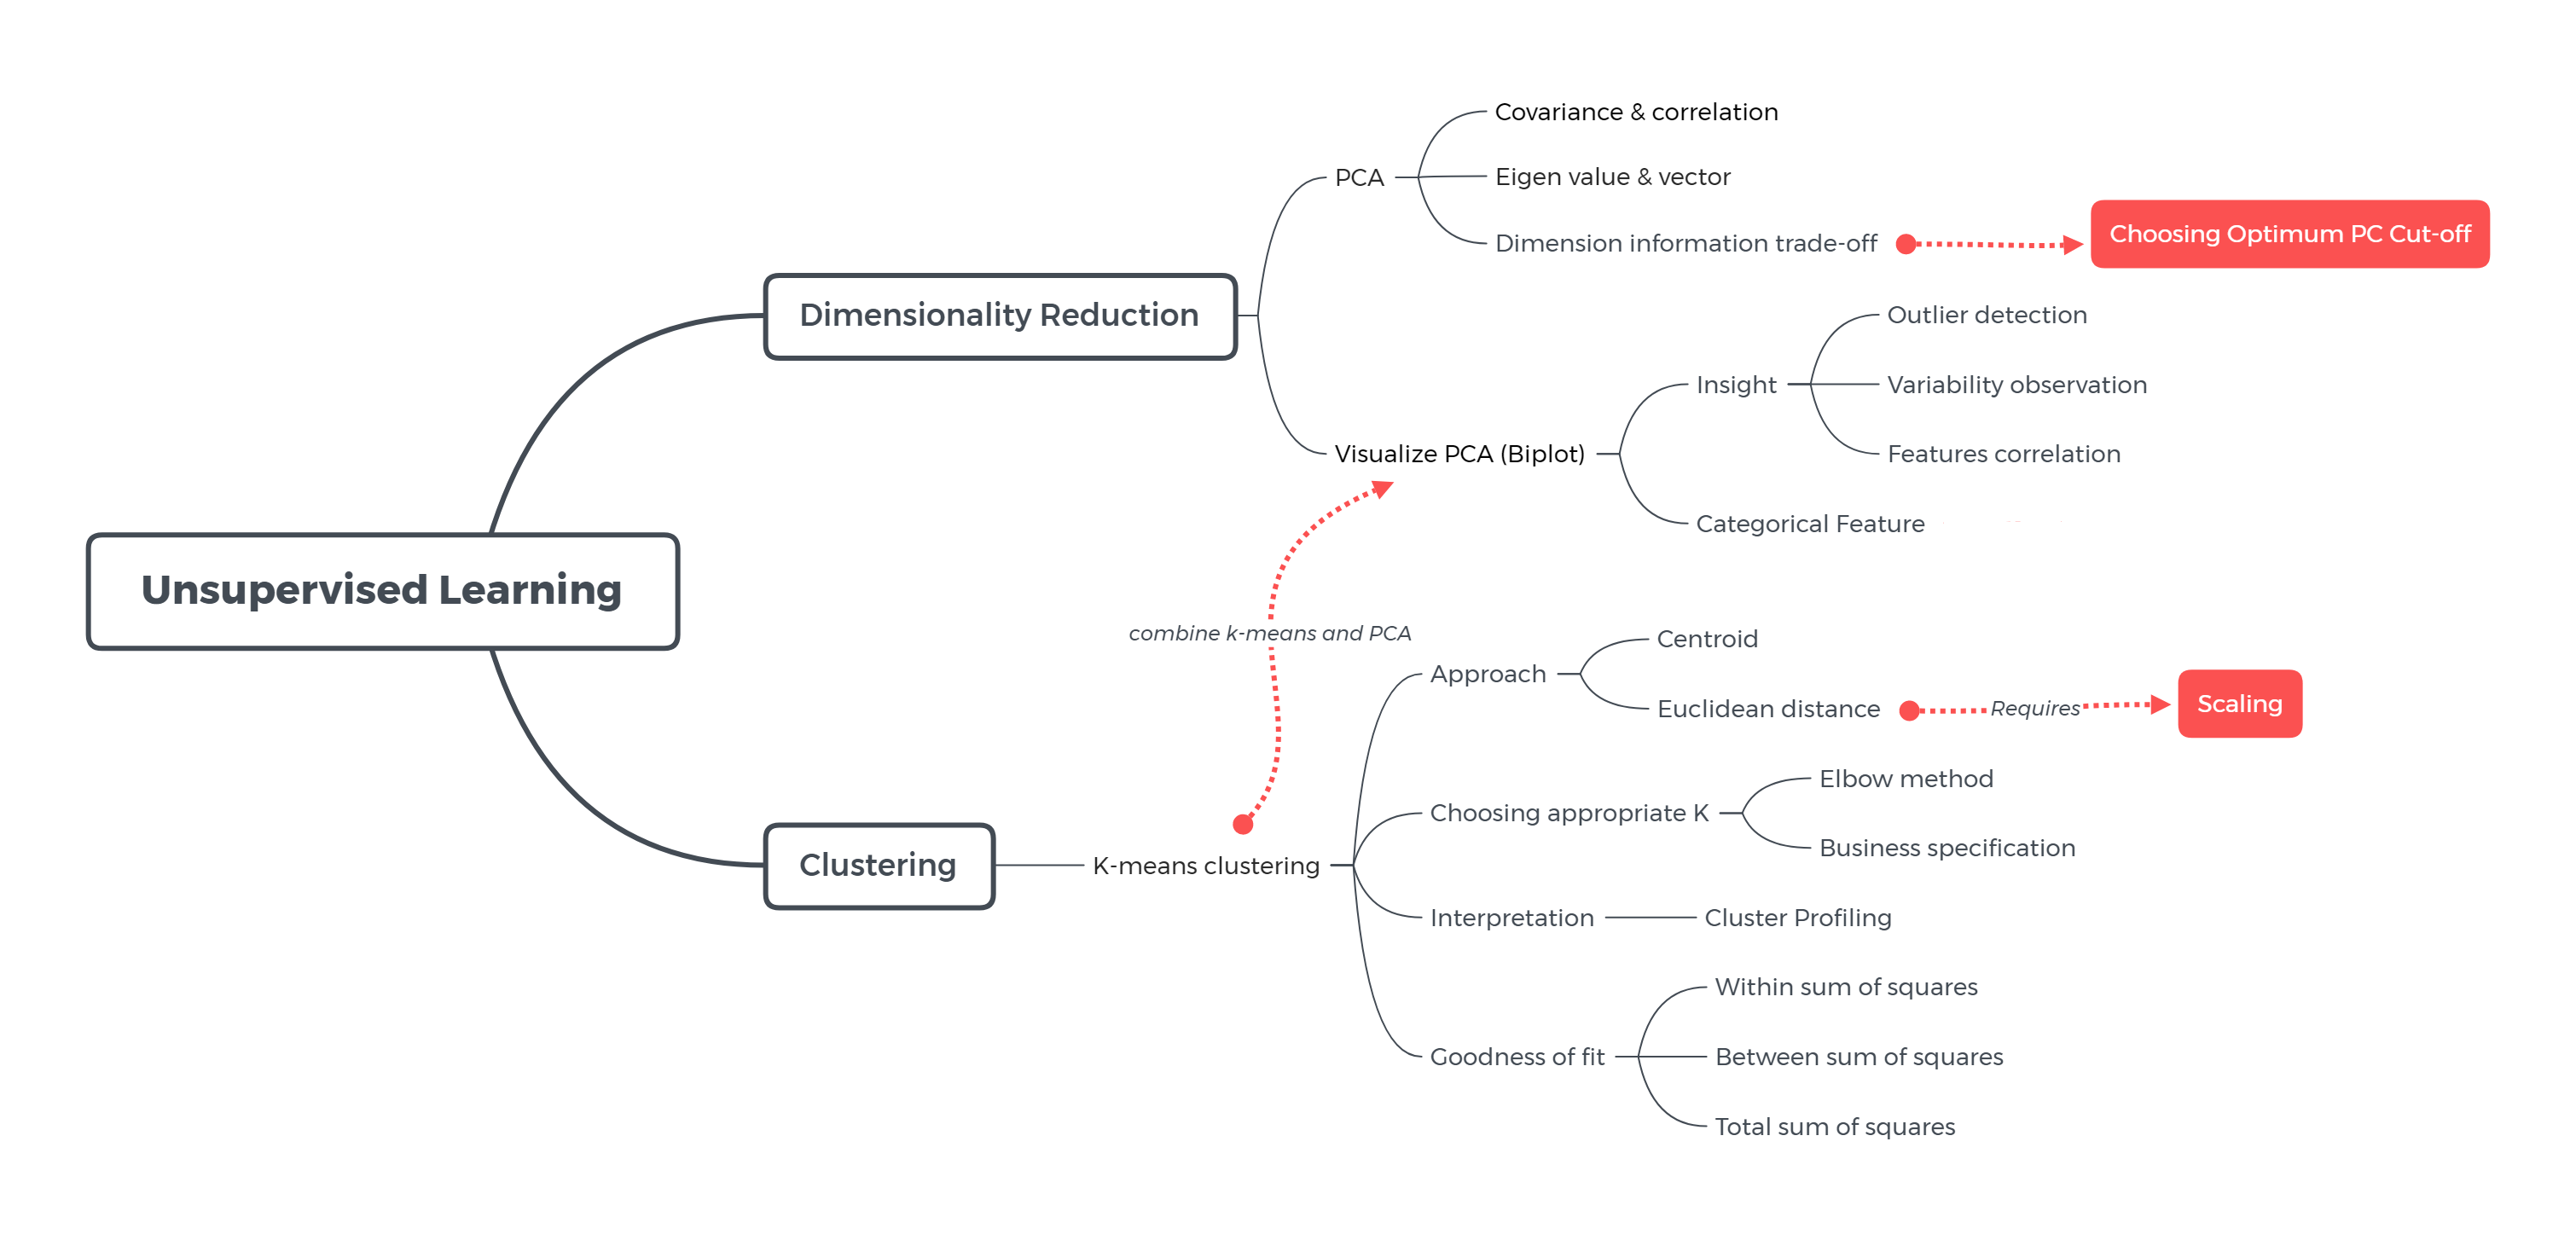 Covariance & correlation
PCA
Eigen value & vector
Dimension information trade-off
Choosing Optimum PC Cut-off
Dimensionality Reduction
Outlier detection
Insight
Variability observation
Visualize PCA (Biplot)
Features correlation
Categorical Feature
Unsupervised Learning
combine k-means and PCA
Centroid
Approach
Euclidean distance
Requires
Scaling
Elbow method
Choosing appropriate K
Business specification
Clustering
K-means clustering
Interpretation
Cluster Profiling
Within sum of squares
Goodness of fit
Between sum of squares
Total sum of squares